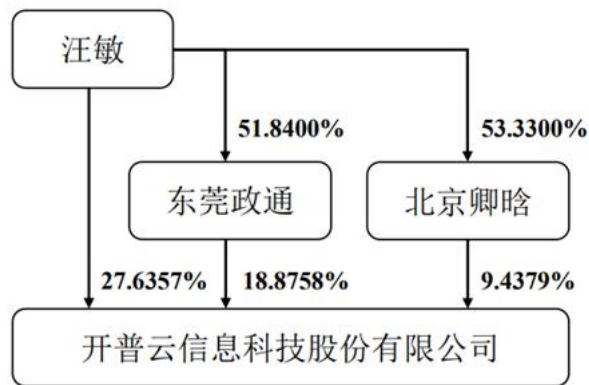 汪敏
51.8400%
53.3300%
东莞政通
北京卿晗
27.6357%
18.8758%
9.4379%
开普云信息科技股份有限公司